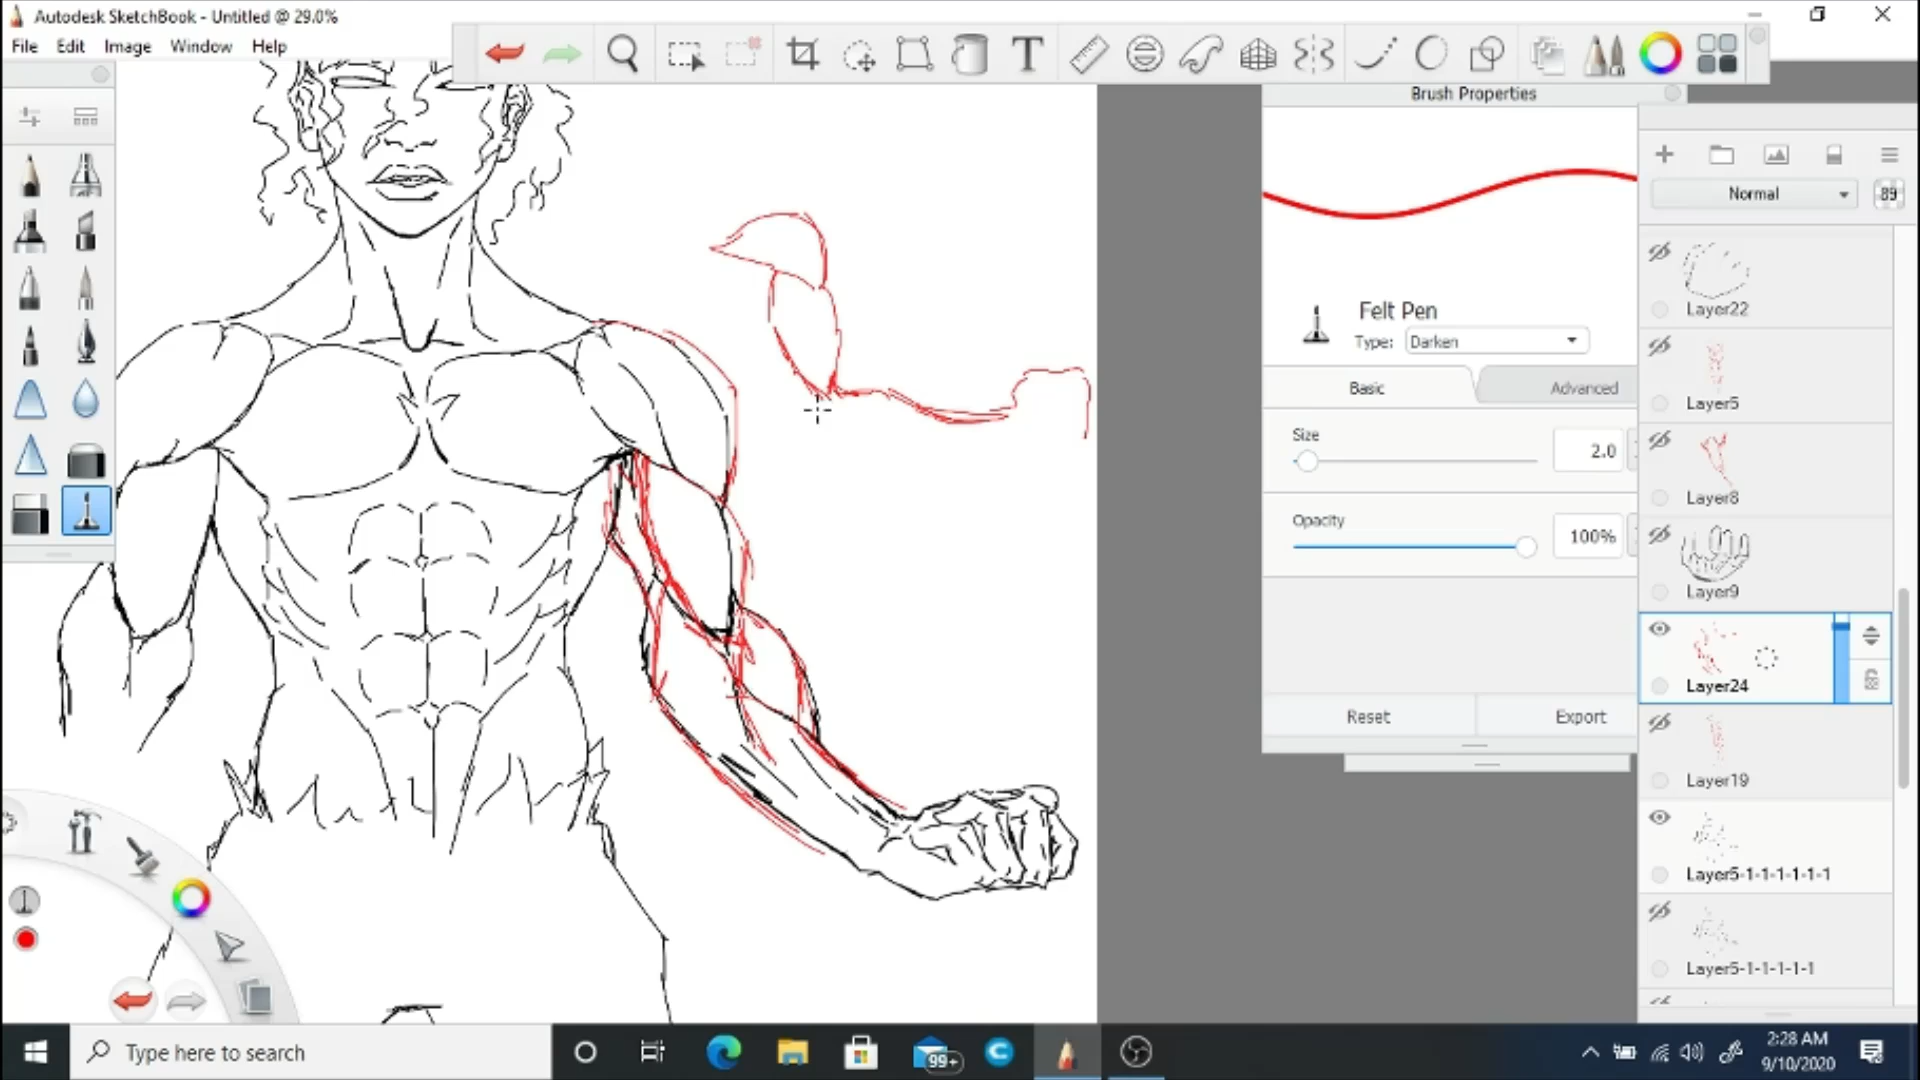 Autodesk SketchBook - Untitled @ 29.0%
File Edit Image Window Help
T
Brush Properties
Normal
89
Layer22
Felt Pen
Type: Darken
Layer5
Basic Advanced
Size
2.0
Layer8
Opacity
100%
Layer9
Layer24
Reset Export
Layer19
Layer5-1-1-1-1-1-1
Layer5-1-1-1-1-1
Type here to search
99+
2:28 AM
9/10/2020